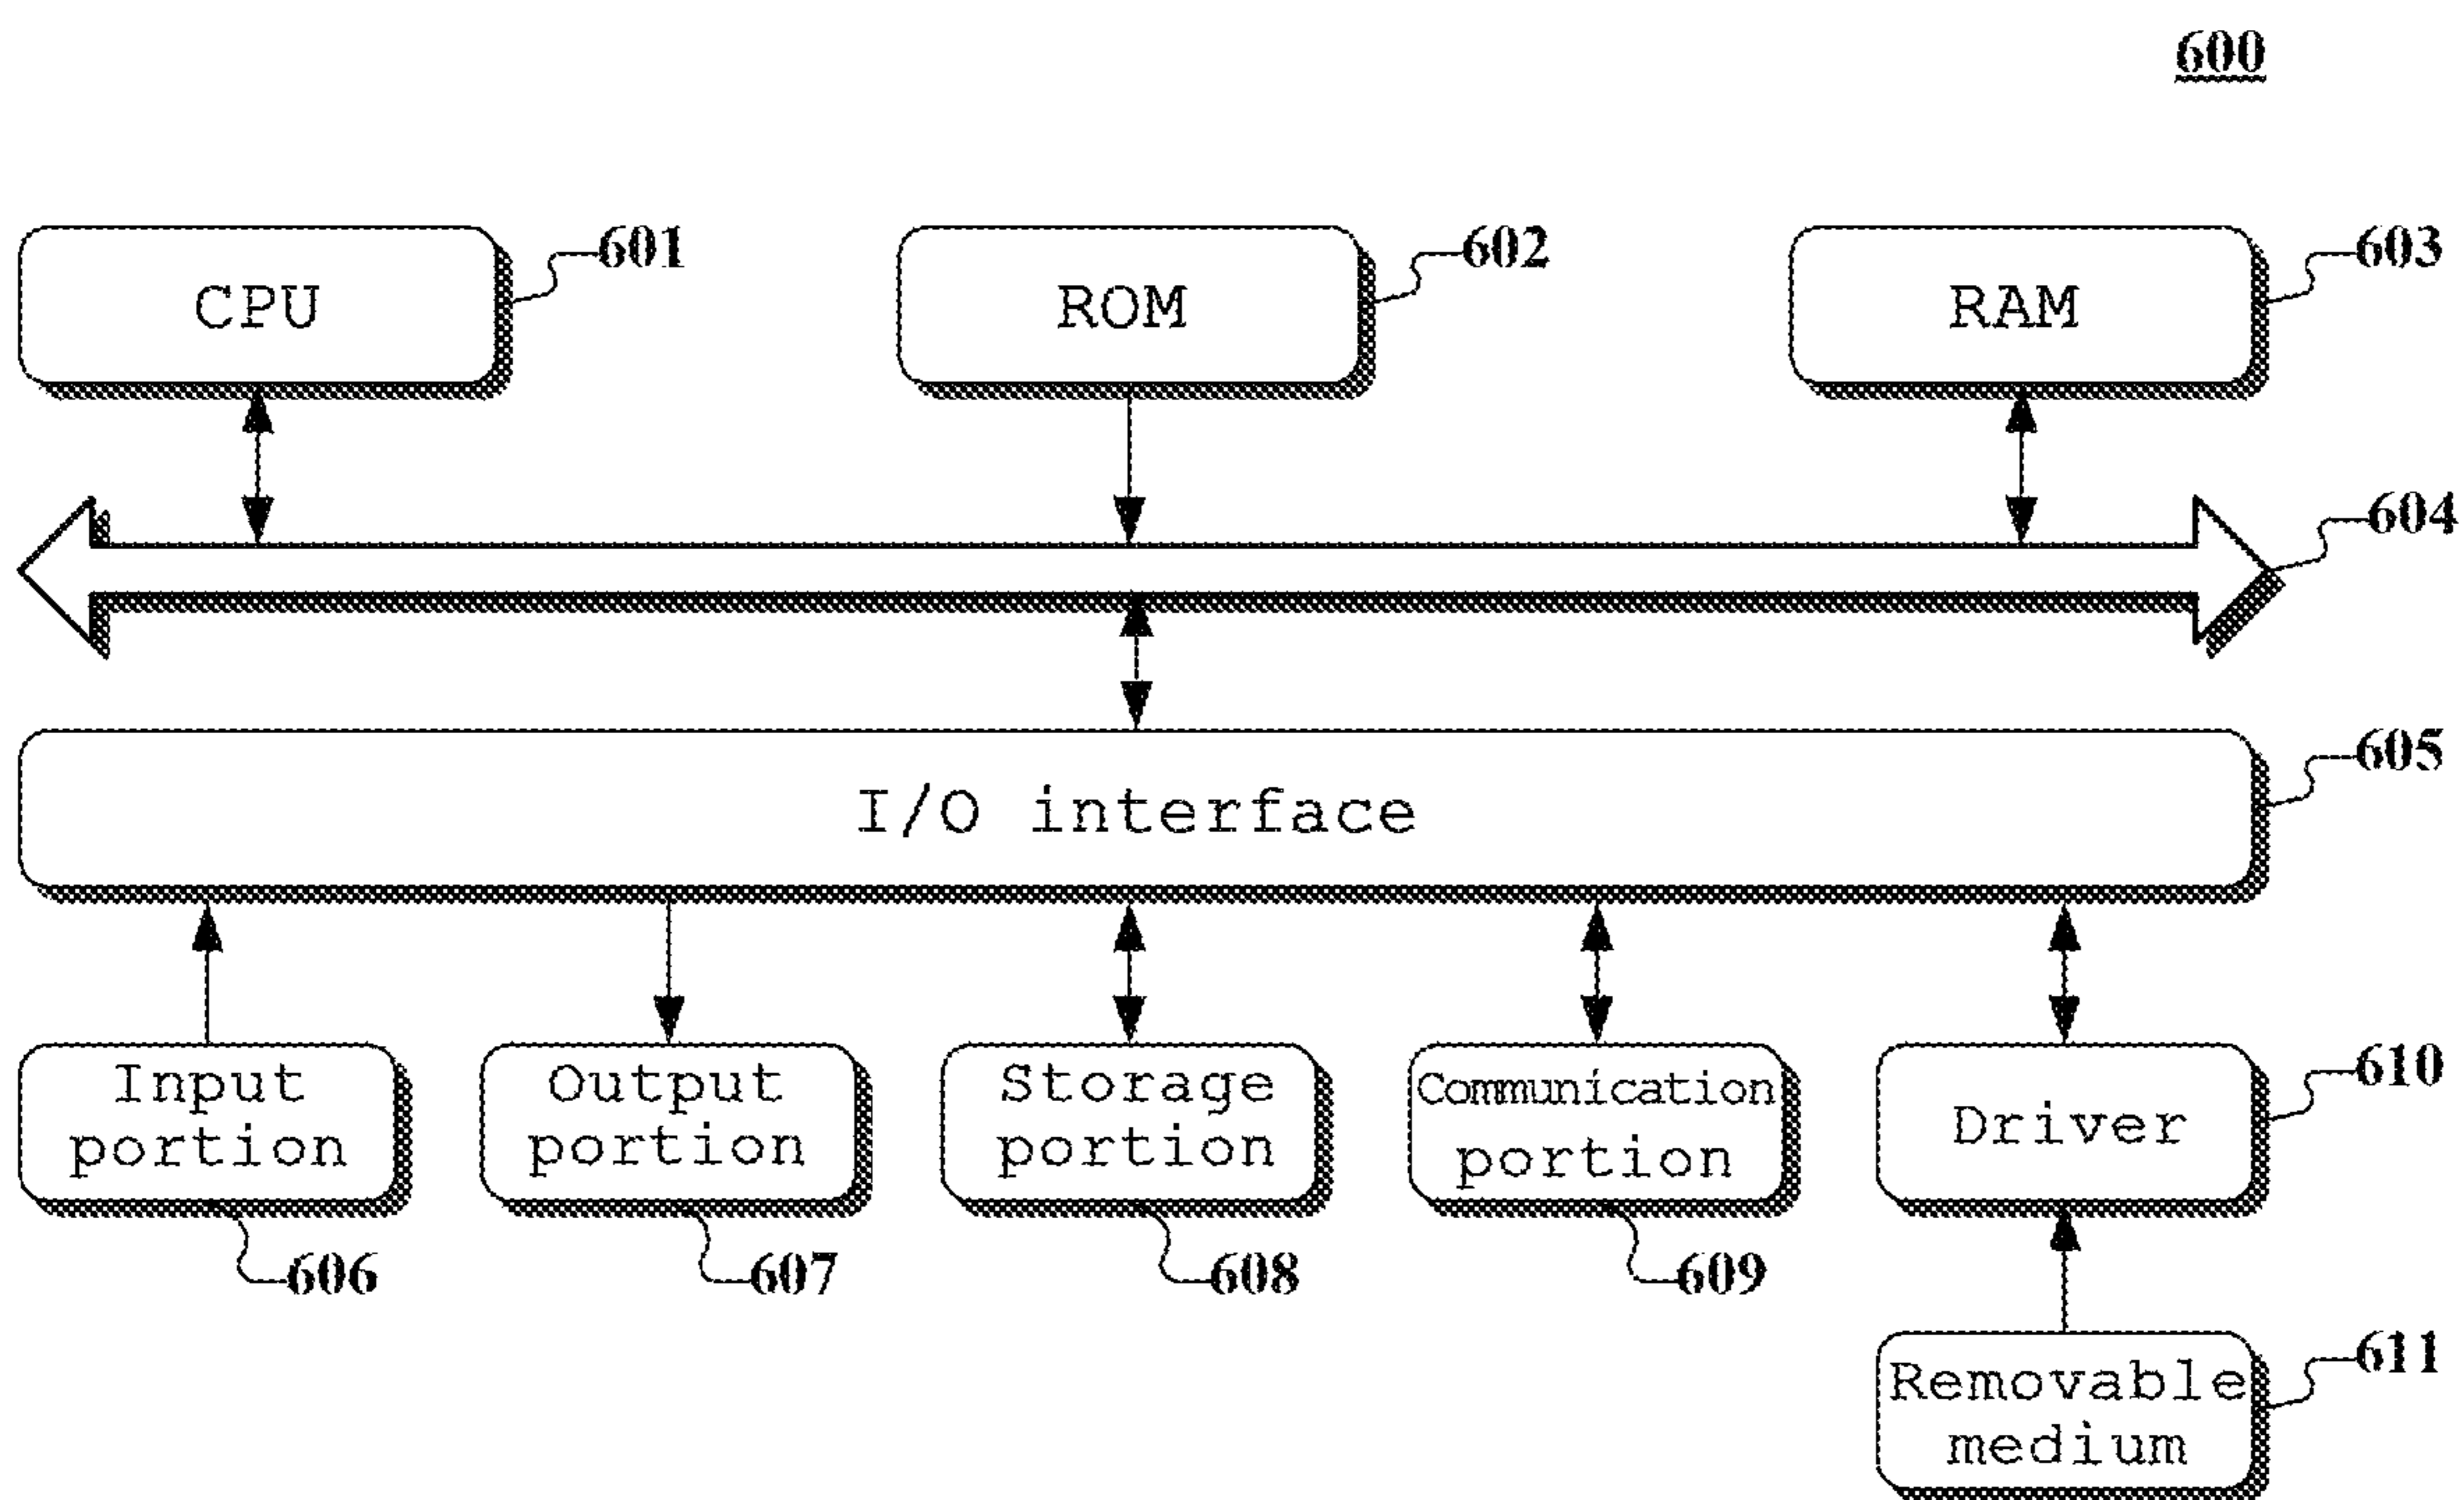 600
CPU
601
ROM
602
RAM
603
604
I/O interface
605
Input
portion
606
Output
portion
607
Storage
portion
608
Communication
portion
609
Driver
610
Removable
medium
611